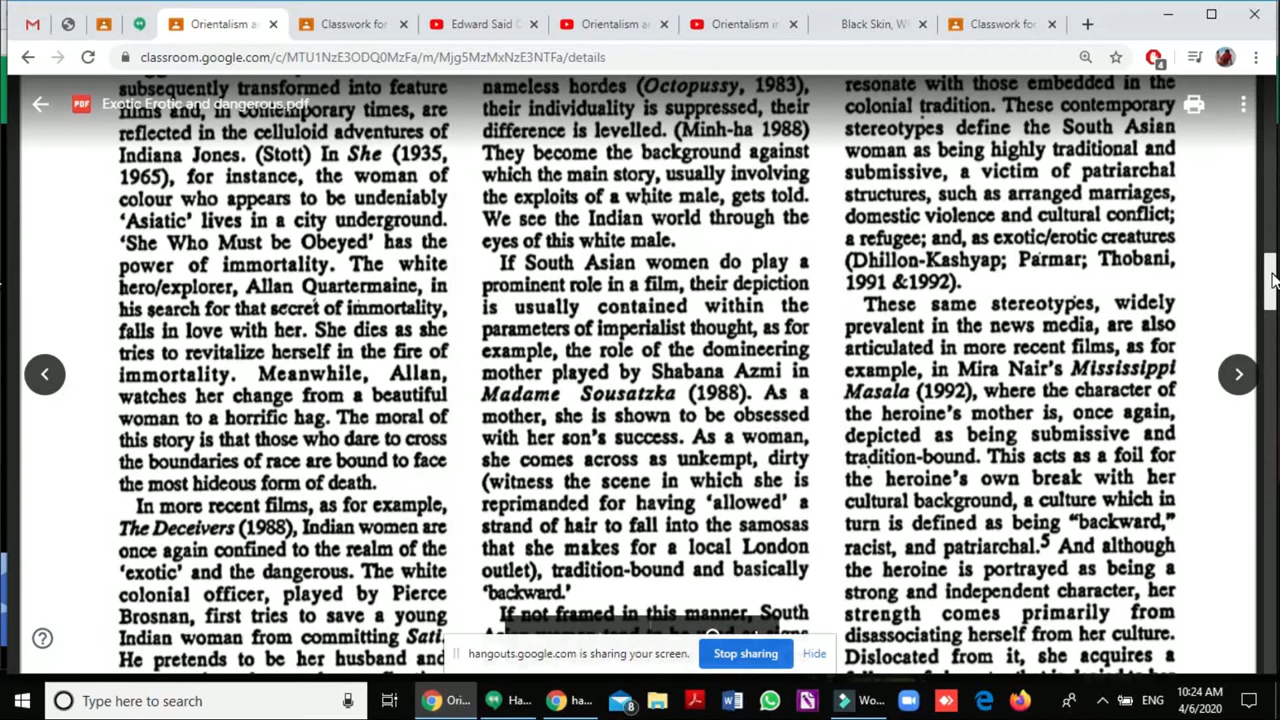 Orientalism a
Classwork for
Edward Said C
Orientalism ar
Orientalism in
Black Skin, W
Classwork for
classroom.google.com/c/MTU1NzE3ODQ0MzFa/m/Mjg5MzMxNzE3NTFa/details
4
PDF Exotic Erotic and dangerous.pdf
subsequently transformed into feature
films and, in contemporary times, are
reflected in the celluloid adventures of
Indiana Jones. (Stott) In She (1935,
1965), for instance, the woman of
colour who appears to be undeniably
'Asiatic' lives in a city underground.
'She Who Must be Obeyed' has the
power of immortality. The white
hero/explorer, Allan Quartermaine, in
his search for that secret of immortality,
falls in love with her. She dies as she
tries to revitalize herself in the fire of
immortality. Meanwhile, Allan,
watches her change from a beautiful
woman to a horrific hag. The moral of
this story is that those who dare to cross
the boundaries of race are bound to face
the most hideous form of death.
In more recent films, as for example,
The Deceivers (1988), Indian women are
once again confined to the realm of the
'exotic' and the dangerous. The white
colonial officer, played by Pierce
Brosnan, first tries to save a young
Indian woman from committing Sati.
He pretends to be her husband and
nameless hordes (Octopussy, 1983),
their individuality is suppressed, their
difference is levelled. (Minh-ha 1988)
They become the background against
which the main story, usually involving
the exploits of a white male, gets told.
We see the Indian world through the
eyes of this white male.
If South Asian women do play a
prominent role in a film, their depiction
is usually contained within the
parameters of imperialist thought, as for
example, the role of the domineering
mother played by Shabana Azmi in
Madame Sousatzka (1988). As a
mother, she is shown to be obsessed
with her son's success. As a woman,
she comes across as unkempt, dirty
(witness the scene in which she is
reprimanded for having 'allowed' a
strand of hair to fall into the samosas
that she makes for a local London
outlet), tradition-bound and basically
'backward.'
If not framed in this manner, South
resonate with those embedded in the
colonial tradition. These contemporary
stereotypes define the South Asian
woman as being highly traditional and
submissive, a victim of patriarchal
structures, such as arranged marriages,
domestic violence and cultural conflict;
a refugee; and, as exotic/erotic creatures
(Dhillon-Kashyap; Parmar; Thobani,
1991 &1992).
These same stereotypes, widely
prevalent in the news media, are also
articulated in more recent films, as for
example, in Mira Nair's Mississippi
Masala (1992), where the character of
the heroine's mother is, once again,
depicted as being submissive and
tradition-bound. This acts as a foil for
the heroine's own break with her
cultural background, a culture which in
turn is defined as being "backward,"
racist, and patriarchal.5 And although
the heroine is portrayed as being a
strong and independent character, her
strength comes primarily from
disassociating herself from her culture.
Dislocated from it, she acquires a
hangouts.google.com is sharing your screen. Stop sharing Hide
Type here to search
Ori...
Ha...
ha...
8
Wo...
ENG
10:24 AM
4/6/2020